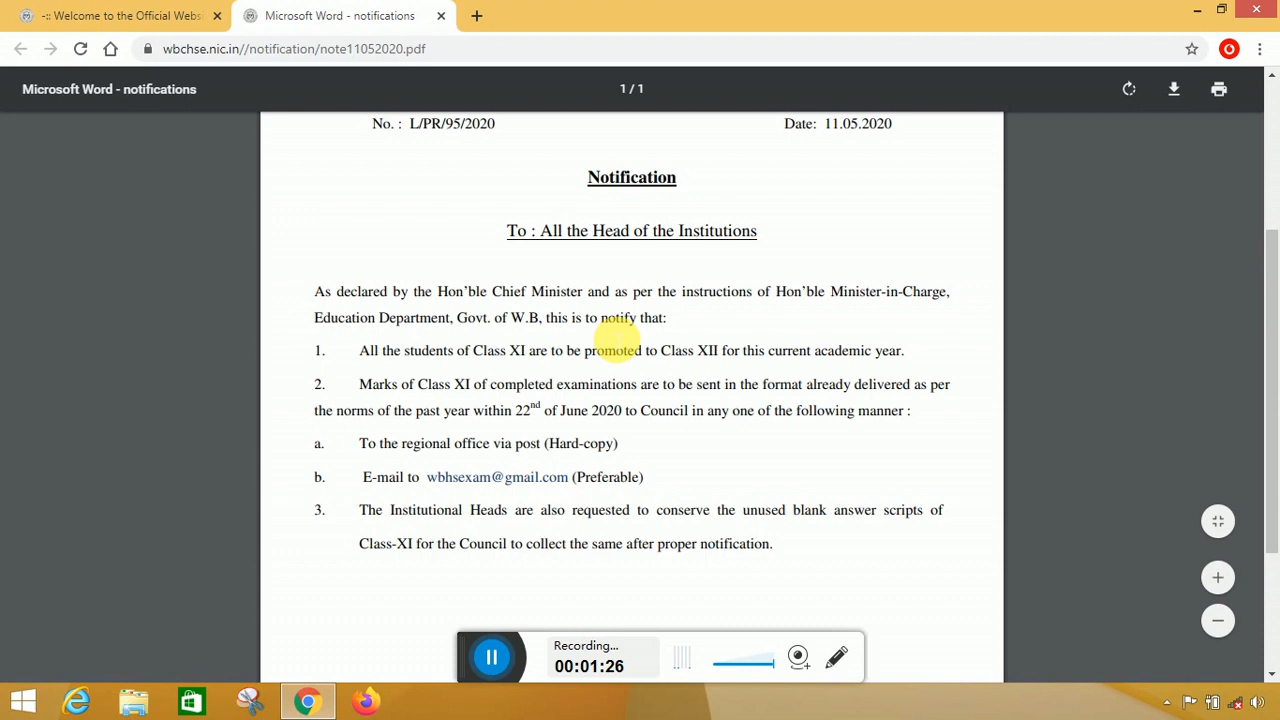 -:: Welcome to the Official Webs
Microsoft Word - notifications
wbchse.nic.in//notification/note11052020.pdf
Microsoft Word - notifications
1 / 1
No. : L/PR/95/2020
Date: 11.05.2020
Notification
To : All the Head of the Institutions
As declared by the Hon'ble Chief Minister and as per the instructions of Hon'ble Minister-in-Charge,
Education Department, Govt. of W.B, this is to notify that:
1. All the students of Class XI are to be promoted to Class XII for this current academic year.
2. Marks of Class XI of completed examinations are to be sent in the format already delivered as per
the norms of the past year within 22nd of June 2020 to Council in any one of the following manner :
a. To the regional office via post (Hard-copy)
b. E-mail to wbhsexam@gmail.com (Preferable)
3. The Institutional Heads are also requested to conserve the unused blank answer scripts of
Class-XI for the Council to collect the same after proper notification.
Recording...
00:01:26